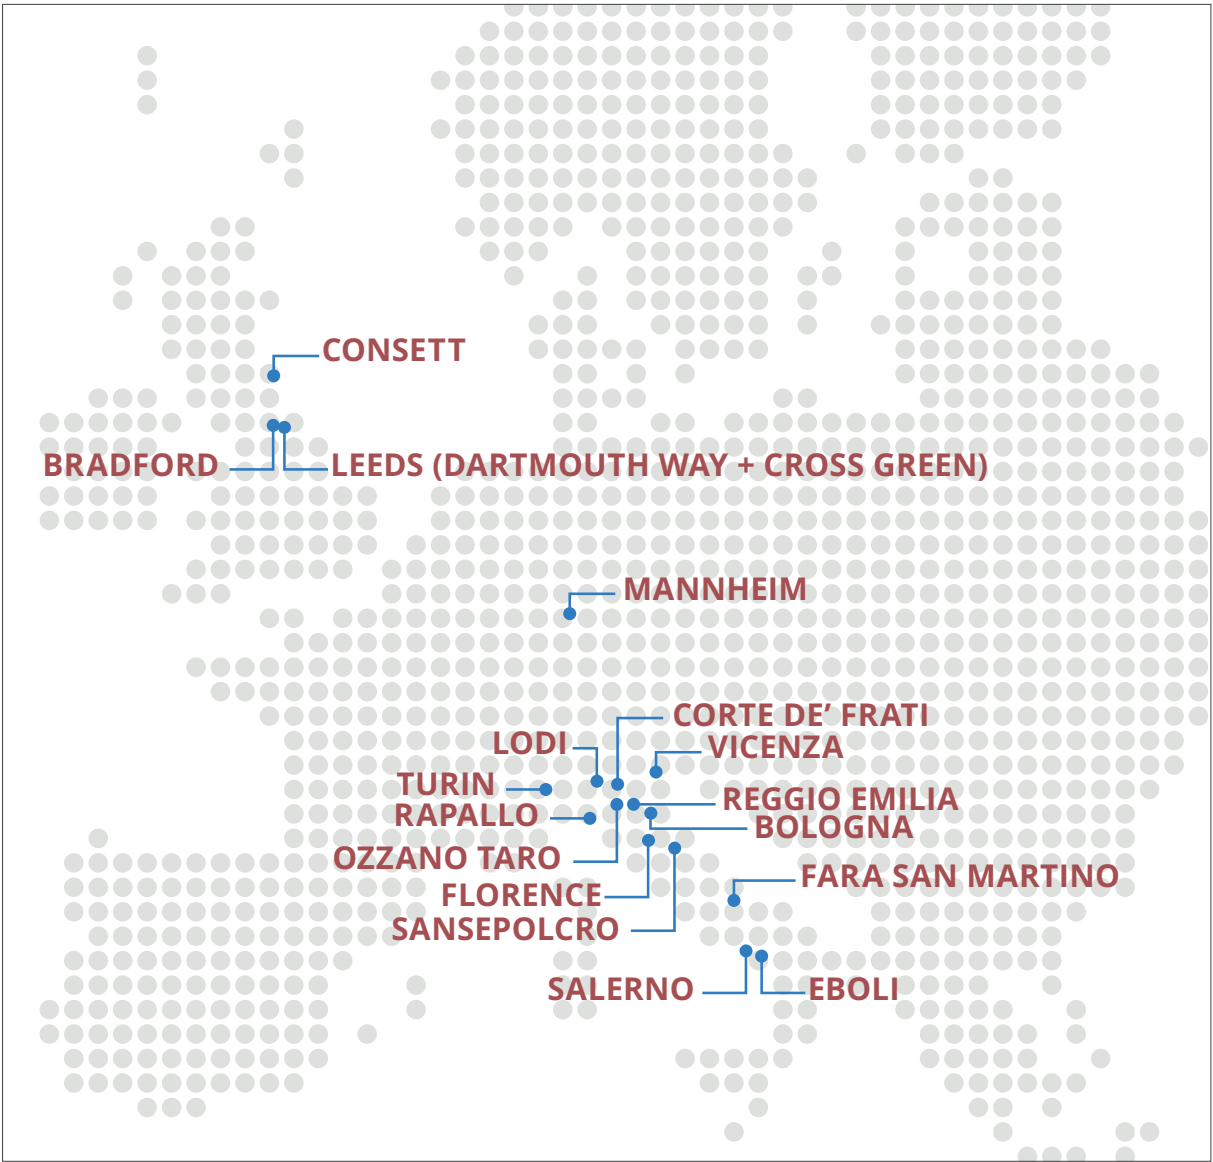 CONSETT
BRADFORD
LEEDS (DARTMOUTH WAY + CROSS GREEN)
MANNHEIM
CORTE DE’ FRATI
LODI
VICENZA
TURIN
REGGIO EMILIA
RAPALLO
BOLOGNA
OZZANO TARO
FARA SAN MARTINO
FLORENCE
SANSEPOLCRO
SALERNO
EBOLI